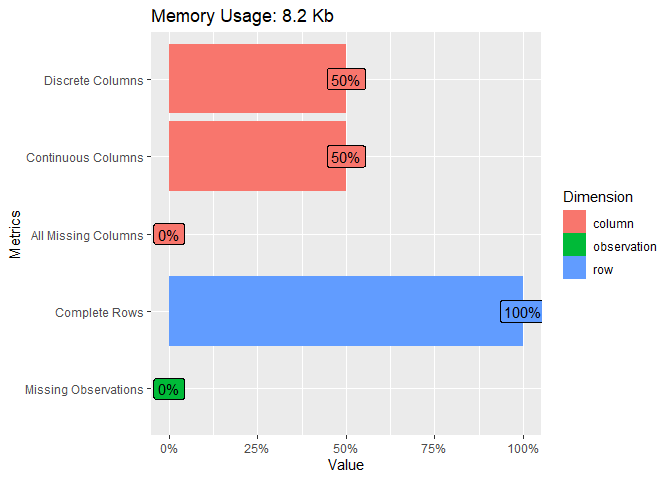 Memory Usage: 8.2 Kb
Discrete Columns
50%
Continuous Columns
50%
All Missing Columns
0%
Complete Rows
100%
Missing Observations
0%
Metrics
0%
25%
50%
75%
100%
Value
Dimension
column
observation
row